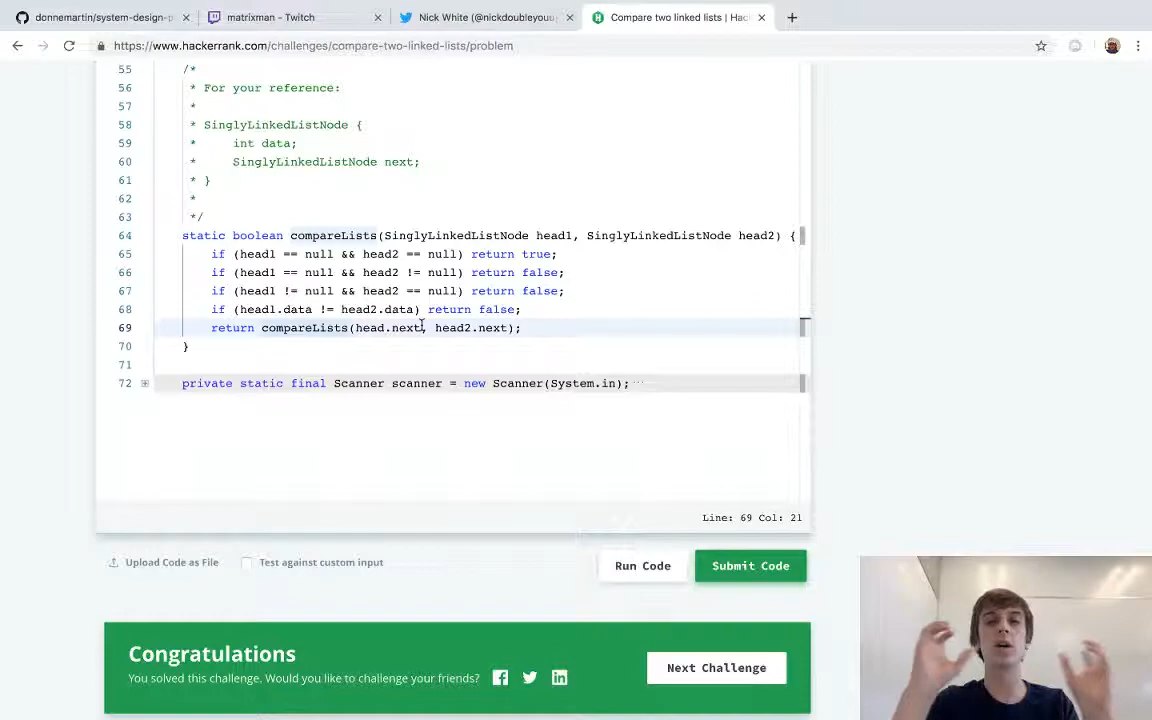 donnemartin/system-design-p
matrixman - Twitch
Nick White (@nickdoubleyouu
Compare two linked lists | Hac
https://www.hackerrank.com/challenges/compare-two-linked-lists/problem
55 /*
56 * For your reference:
57 *
58 * SinglyLinkedListNode {
59 *     int data;
60 *     SinglyLinkedListNode next;
61 * }
62 *
63 */
64 static boolean compareLists(SinglyLinkedListNode head1, SinglyLinkedListNode head2) {
65     if (head1 == null && head2 == null) return true;
66     if (head1 == null && head2 != null) return false;
67     if (head1 != null && head2 == null) return false;
68     if (head1.data != head2.data) return false;
69     return compareLists(head.next, head2.next);
70 }
71
72 private static final Scanner scanner = new Scanner(System.in);
Line: 69 Col: 21
Upload Code as File
Test against custom input
Run Code
Submit Code
Congratulations
You solved this challenge. Would you like to challenge your friends?
Next Challenge